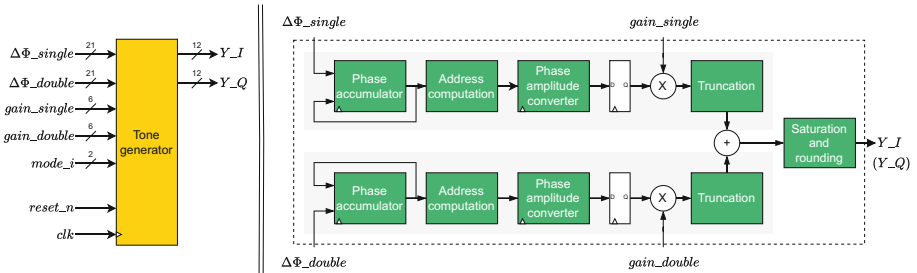 ΔΦ_single
21
ΔΦ_double
21
gain_single
6
gain_double
6
mode_i
2
reset_n
clk
Tone
generator
12
Y_I
12
Y_Q
ΔΦ_single
gain_single
Phase
accumulator
Address
computation
Phase
amplitude
converter
D Q
X
Truncation
+
Saturation
and
rounding
Y_I
(Y_Q)
Phase
accumulator
Address
computation
Phase
amplitude
converter
D Q
X
Truncation
ΔΦ_double
gain_double